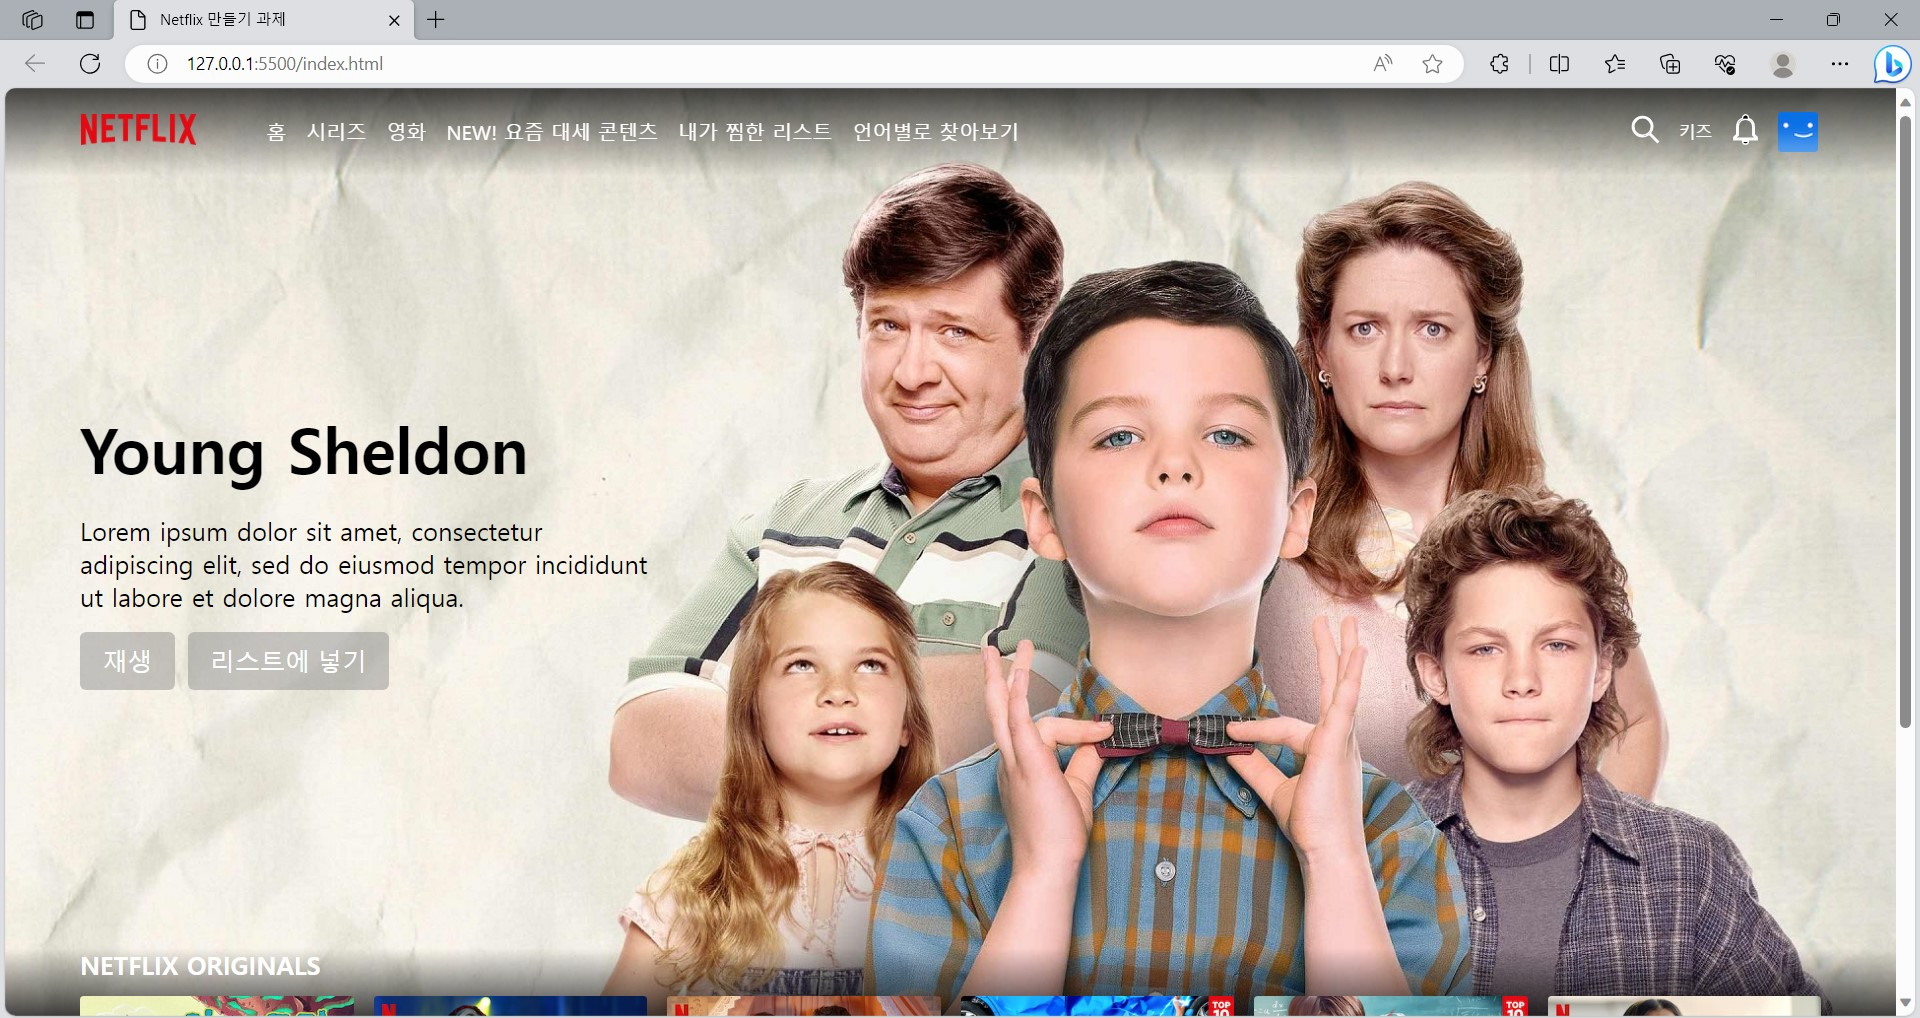 Netflix 만들기 과제
127.0.0.1:5500/index.html
NETFLIX 홈 시리즈 영화 NEW! 요즘 대세 콘텐츠 내가 찜한 리스트 언어별로 찾아보기 키즈
Young Sheldon
Lorem ipsum dolor sit amet, consectetur
adipiscing elit, sed do eiusmod tempor incididunt
ut labore et dolore magna aliqua.
재생 리스트에 넣기
NETFLIX ORIGINALS
N N TOP 10 TOP 10 N